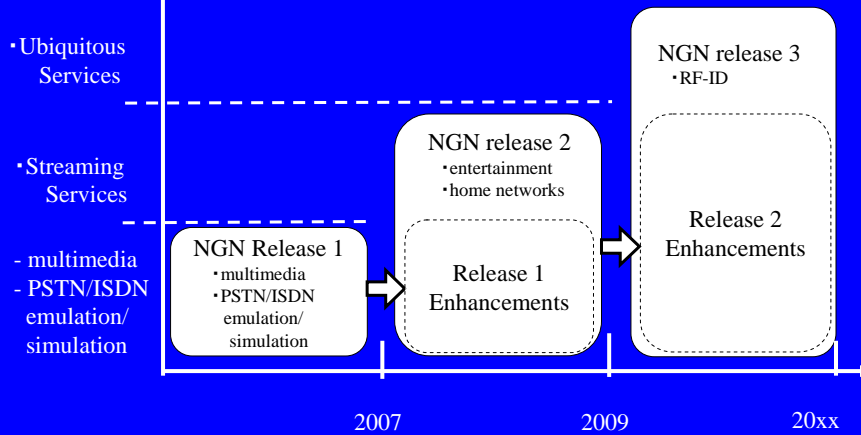 ・Ubiquitous
Services
・Streaming
Services
- multimedia
- PSTN/ISDN
emulation/
simulation
NGN Release 1
・multimedia
・PSTN/ISDN
emulation/
simulation
NGN release 2
・entertainment
・home networks
Release 1
Enhancements
NGN release 3
・RF-ID
Release 2
Enhancements
2007
2009
20xx